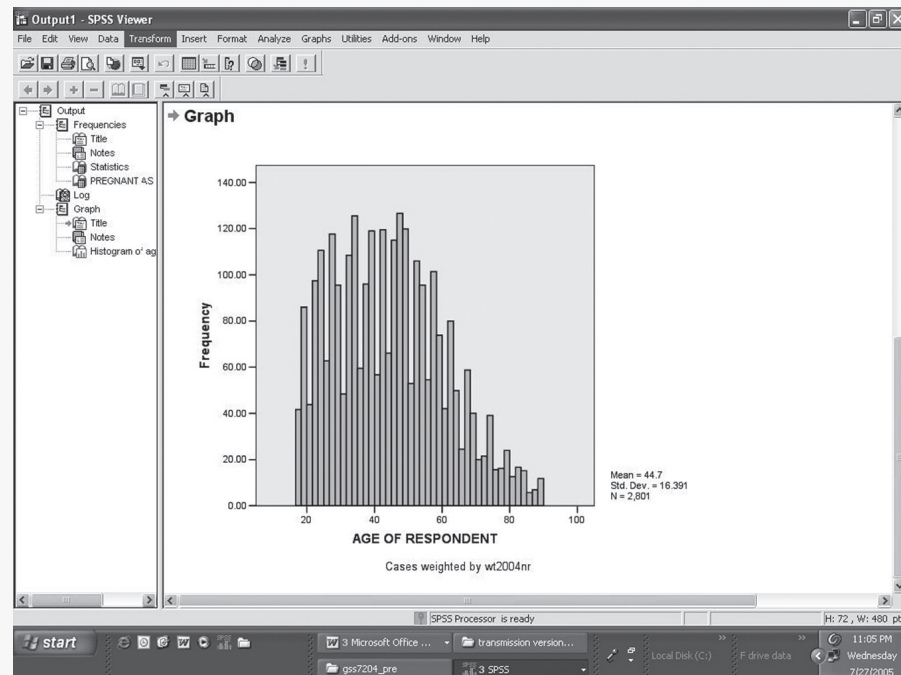 Output1 - SPSS Viewer
File Edit View Data Transform Insert Format Analyze Graphs Utilities Add-ons Window Help
Output
Frequencies
Title
Notes
Statistics
PREGNANT AS
Log
Graph
Title
Notes
Histogram of ag
Graph
140.00
120.00
100.00
80.00
60.00
40.00
20.00
0.00
Frequency
20 40 60 80 100
AGE OF RESPONDENT
Cases weighted by wt2004nr
Mean = 44.7
Std. Dev. = 16.391
N = 2,801
SPSS Processor is ready
H: 72 , W: 480 pt
start
3 Microsoft Office ...
transmission version...
gss7204_pre
3 SPSS
Local Disk (C:)
F drive data
11:05 PM
Wednesday
7/27/2005